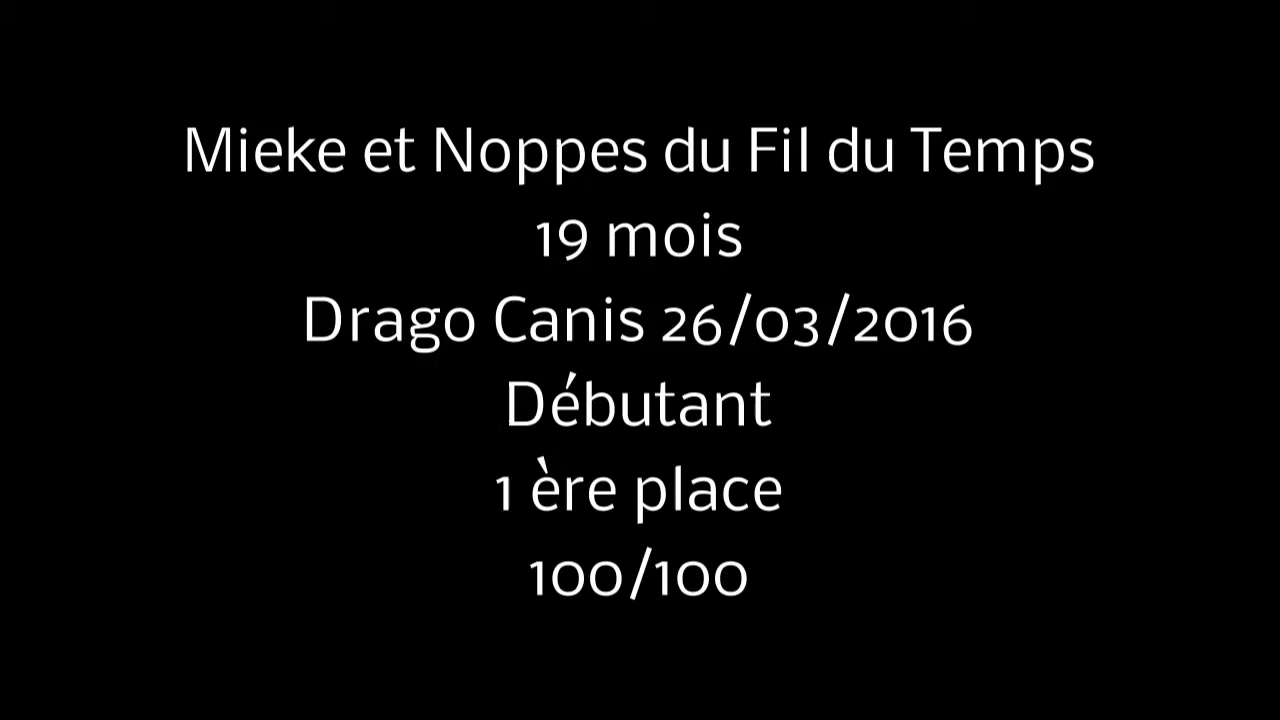 Mieke et Noppes du Fil du Temps
19 mois
Drago Canis 26/03/2016
Débutant
1 ère place
100/100